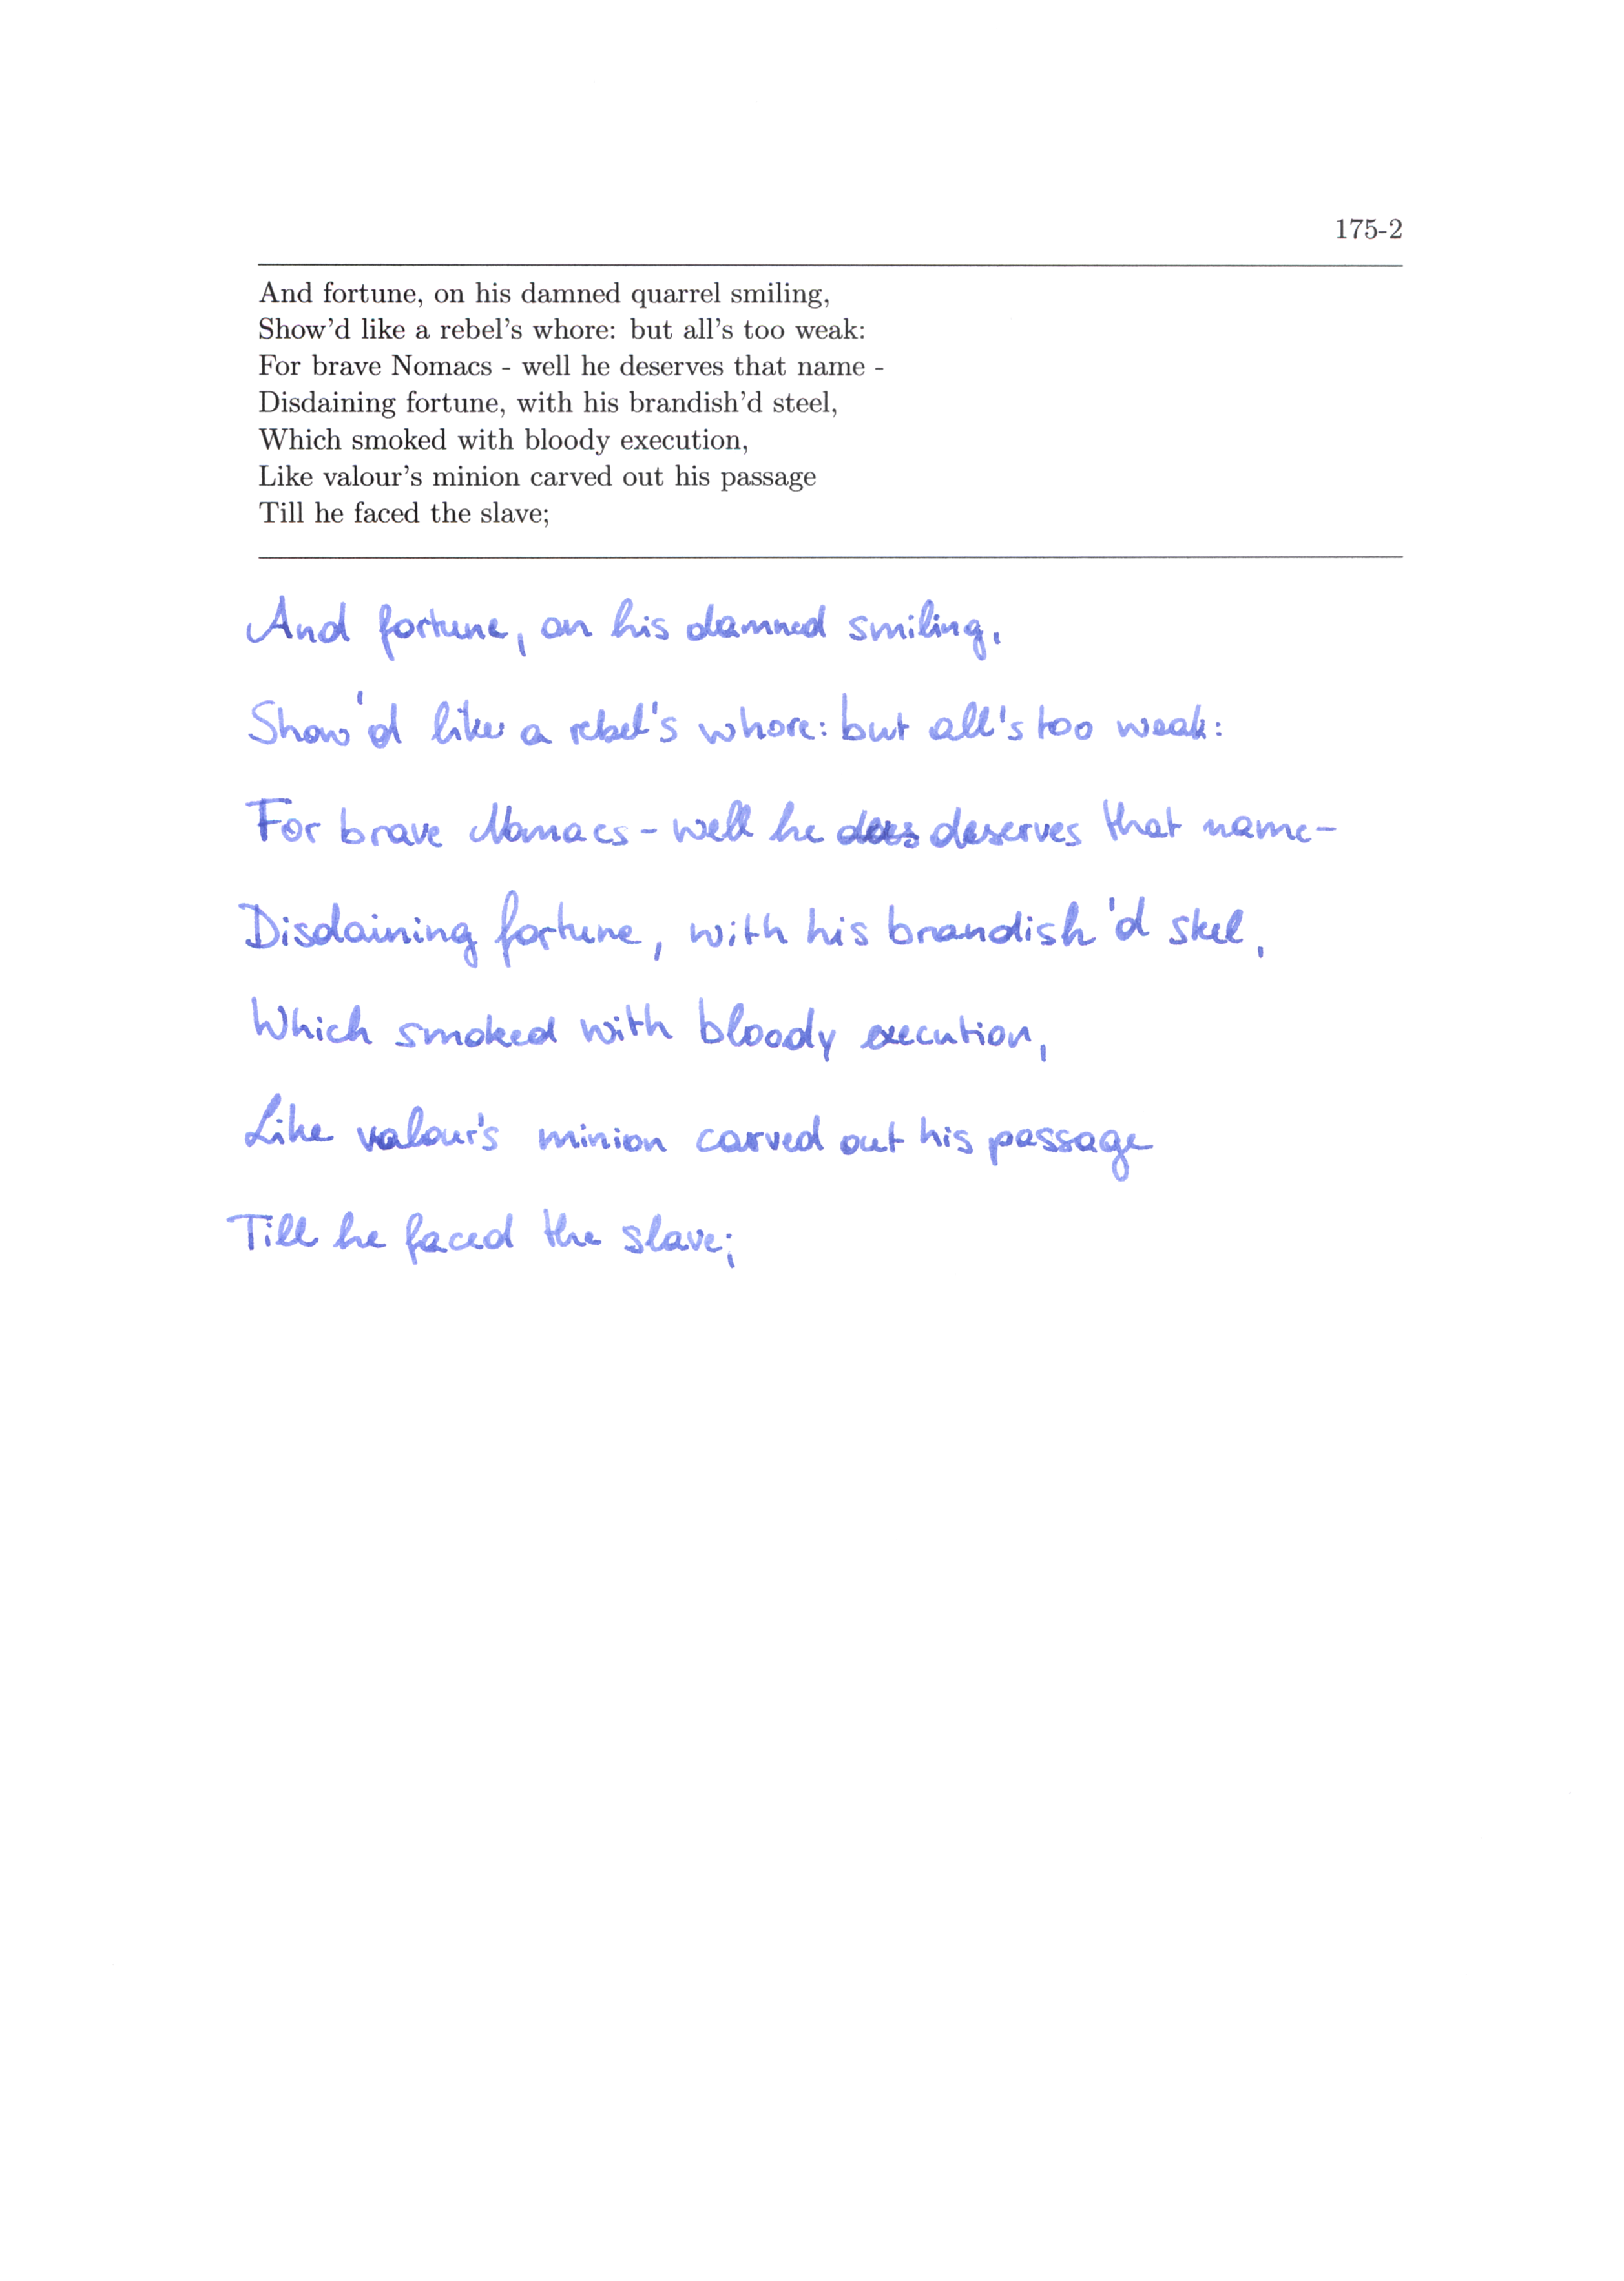 175-2
And fortune, on his damned quarrel smiling,
Show'd like a rebel's whore: but all's too weak:
For brave Nomacs - well he deserves that name -
Disdaining fortune, with his brandish'd steel,
Which smoked with bloody execution,
Like valour's minion carved out his passage
Till he faced the slave;
And fortune, on his damned smiling,
Show'd like a rebel's whore: but all's too weak:
For brave Nomacs - well he deserves that name -
Disdaining fortune, with his brandish'd steel,
Which smoked with bloody execution,
Like valour's minion carved out his passage
Till he faced the slave;